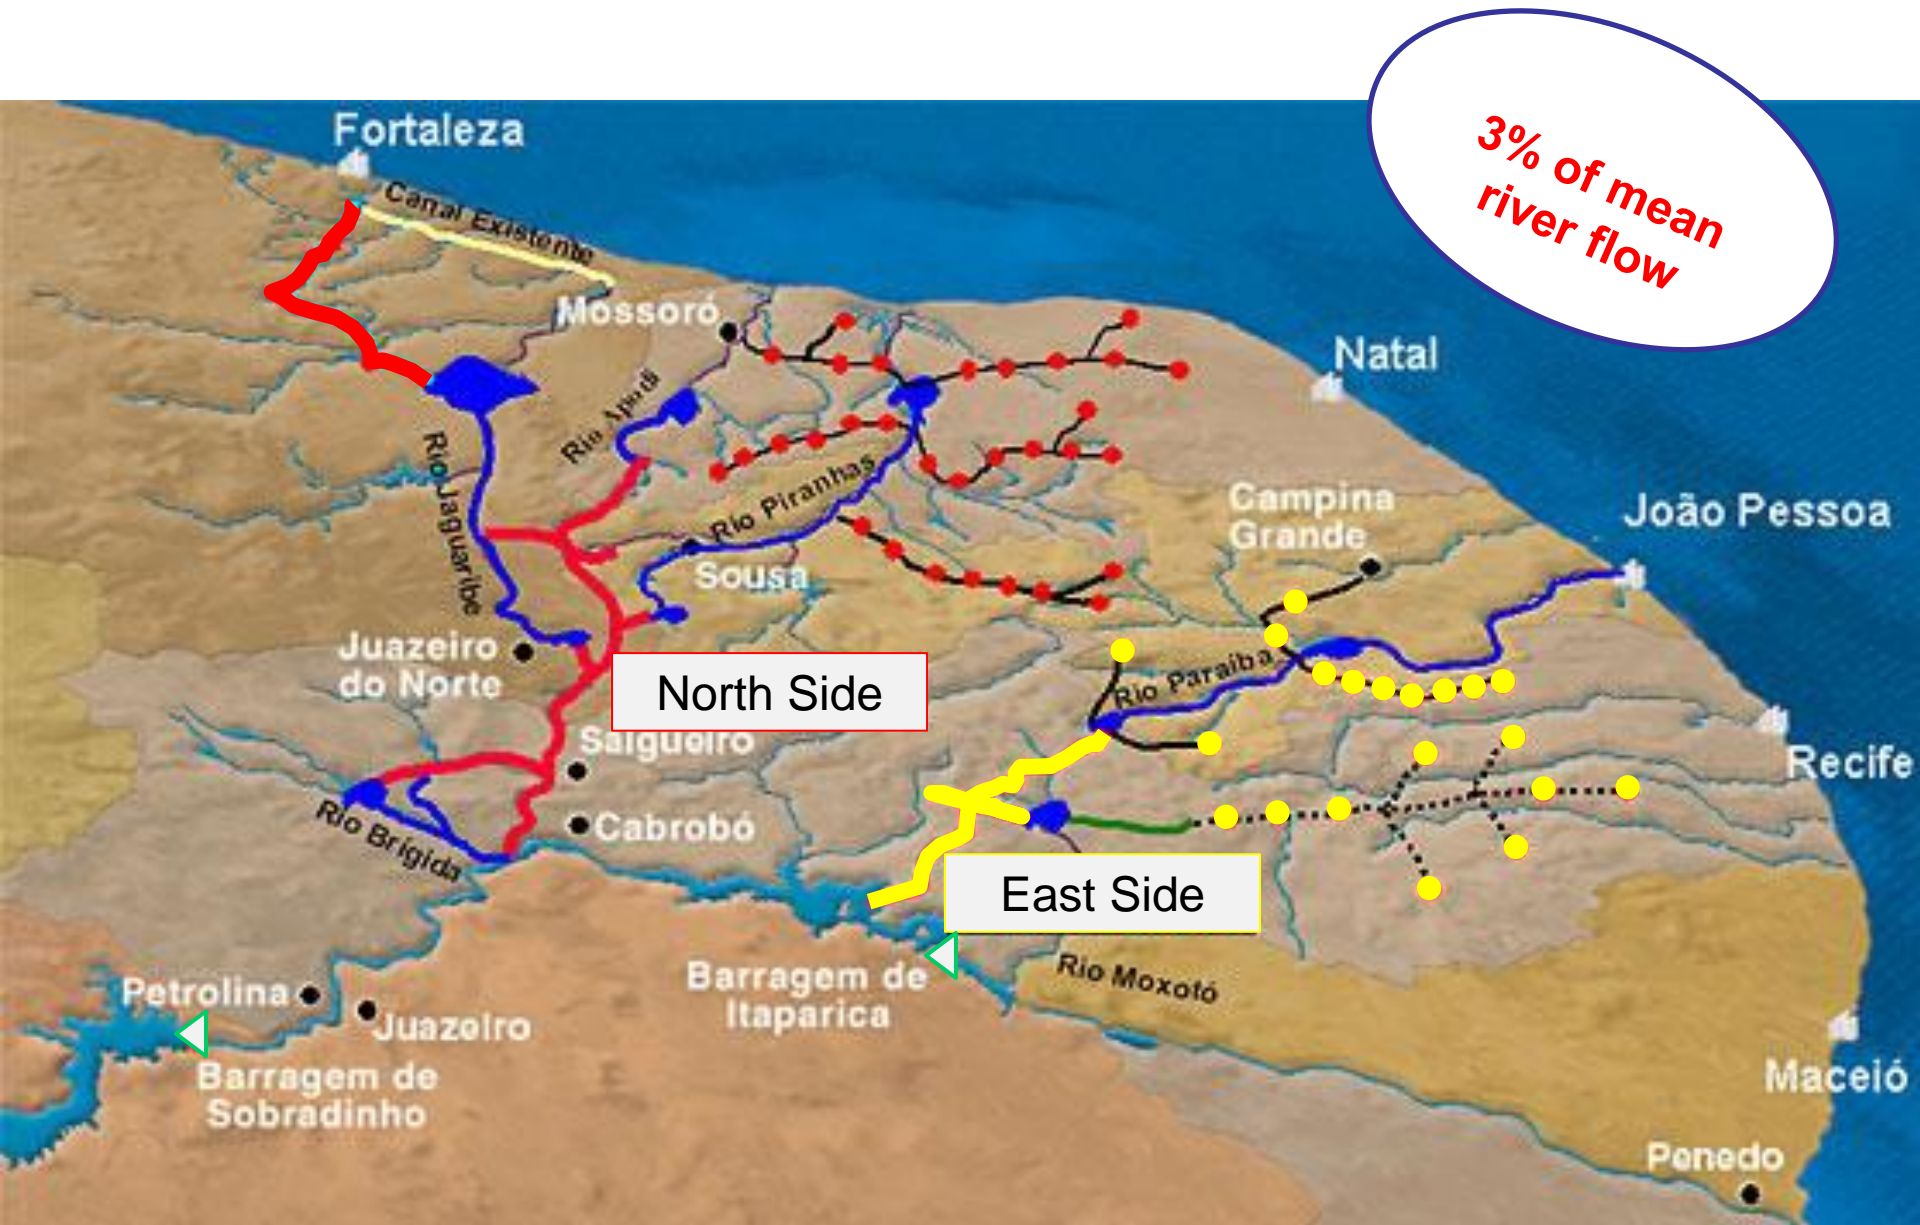 3% of mean
river flow
Fortaleza
Canal Existente
Mossoró
Natal
Rio Apodi
Rio Jaguaribe
Rio Piranhas
Campina
Grande
João Pessoa
Sousa
Juazeiro
do Norte
North Side
Rio Paraiba
Salgueiro
Recife
Rio Brigida
Cabrobó
East Side
Barragem de
Itaparica
Rio Moxotó
Petrolina
Juazeiro
Barragem de
Sobradinho
Maceió
Penedo